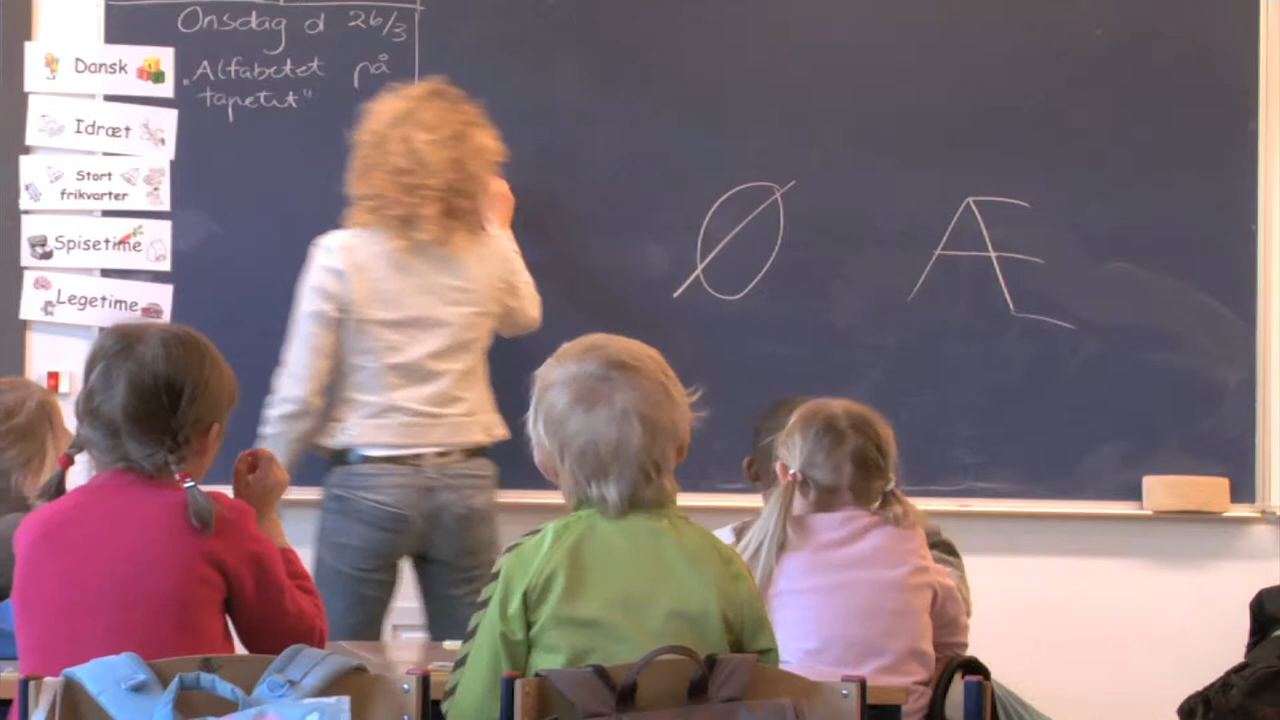 Onsdag d 26/3
"Alfabetet på
tapetet"
Dansk
Idræt
Stort
frikvarter
Spisetime
Legetime
Ø Æ